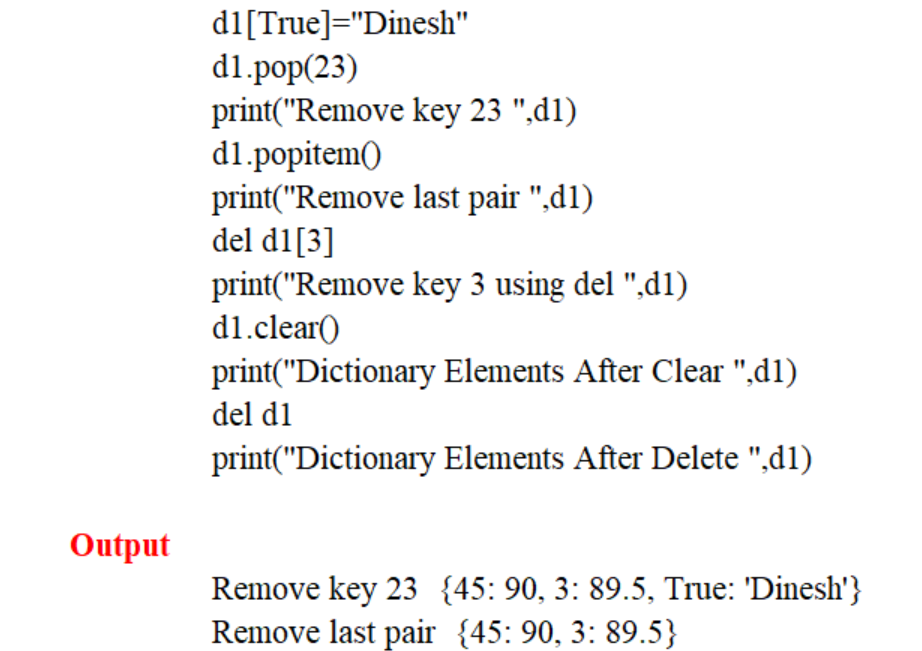 d1[True]="Dinesh"
d1.pop(23)
print("Remove key 23 ",d1)
d1.popitem()
print("Remove last pair ",d1)
del d1[3]
print("Remove key 3 using del ",d1)
d1.clear()
print("Dictionary Elements After Clear ",d1)
del d1
print("Dictionary Elements After Delete ",d1)
Output
Remove key 23  {45: 90, 3: 89.5, True: 'Dinesh'}
Remove last pair  {45: 90, 3: 89.5}